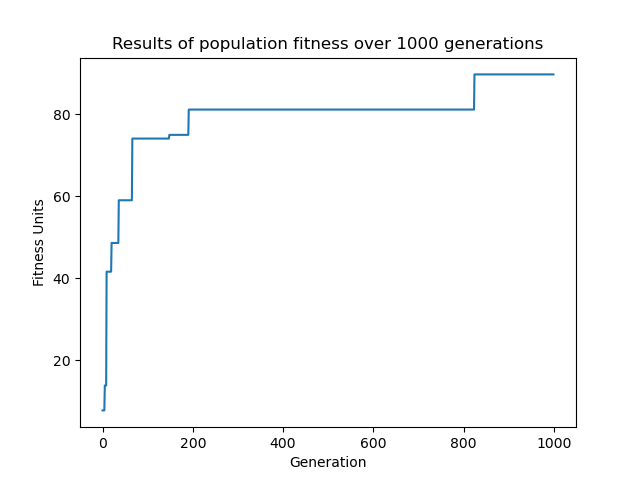 Results of population fitness over 1000 generations
80
60
40
20
Fitness Units
0 200 400 600 800 1000
Generation